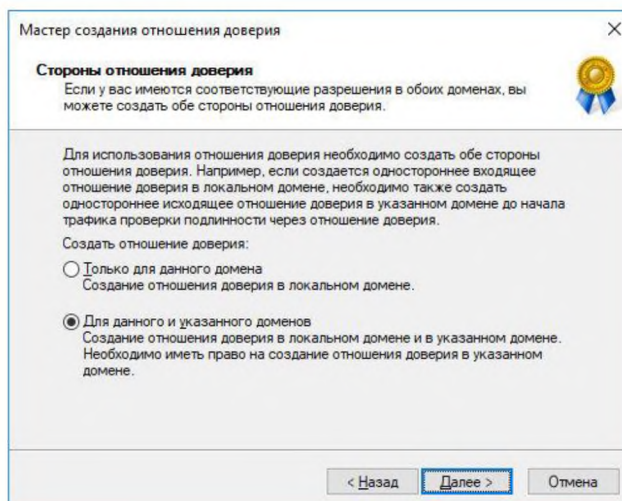 Мастер создания отношения доверия
Стороны отношения доверия
Если у вас имеются соответствующие разрешения в обоих доменах, вы
можете создать обе стороны отношения доверия.
Для использования отношения доверия необходимо создать обе стороны
отношения доверия. Например, если создается одностороннее входящее
отношение доверия в локальном домене, необходимо также создать
одностороннее исходящее отношение доверия в указанном домене до начала
трафика проверки подлинности через отношение доверия.
Создать отношение доверия:
Только для данного домена
Создание отношения доверия в локальном домене.
Для данного и указанного доменов
Создание отношения доверия в локальном домене и в указанном домене.
Необходимо иметь право на создание отношения доверия в указанном
домене.
< Назад Далее > Отмена